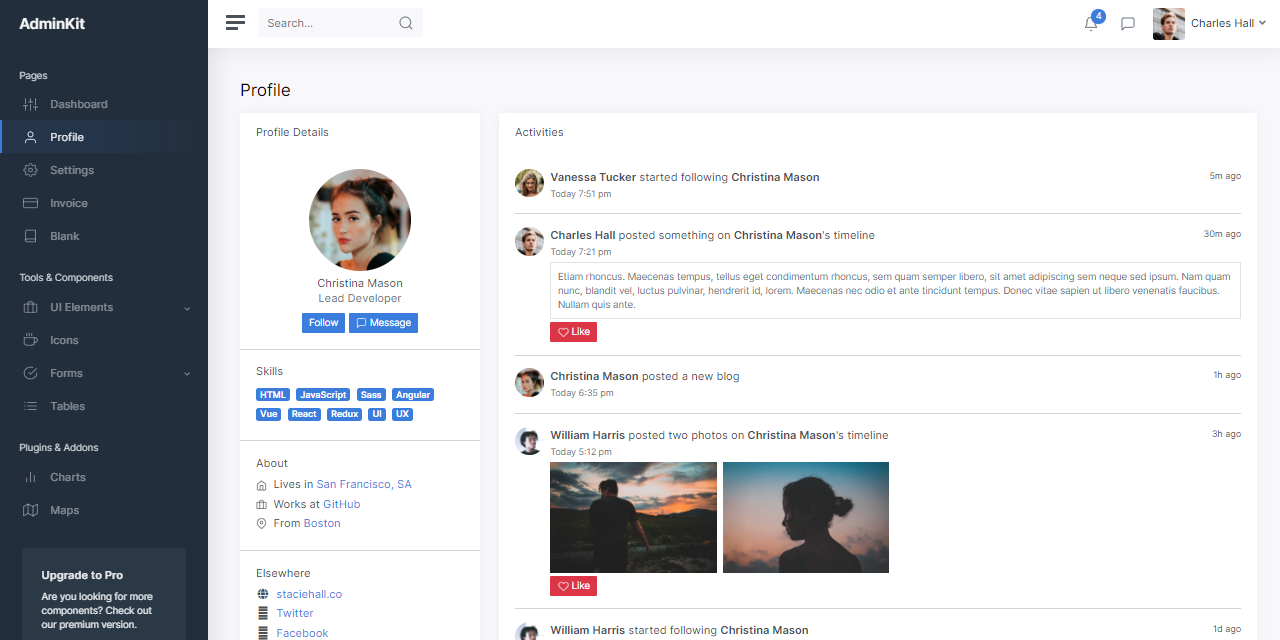 AdminKit
Pages
Dashboard
Profile
Settings
Invoice
Blank
Tools & Components
UI Elements
Icons
Forms
Tables
Plugins & Addons
Charts
Maps
Upgrade to Pro
Are you looking for more
components? Check out
our premium version.
Search...
4
Charles Hall
Profile
Profile Details
Christina Mason
Lead Developer
Follow Message
Skills
HTML JavaScript Sass Angular
Vue React Redux UI UX
About
Lives in San Francisco, SA
Works at GitHub
From Boston
Elsewhere
staciehall.co
Twitter
Facebook
Activities
Vanessa Tucker started following Christina Mason 5m ago
Today 7:51 pm
Charles Hall posted something on Christina Mason's timeline 30m ago
Today 7:21 pm
Etiam rhoncus. Maecenas tempus, tellus eget condimentum rhoncus, sem quam semper libero, sit amet adipiscing sem neque sed ipsum. Nam quam
nunc, blandit vel, luctus pulvinar, hendrerit id, lorem. Maecenas nec odio et ante tincidunt tempus. Donec vitae sapien ut libero venenatis faucibus.
Nullam quis ante.
Like
Christina Mason posted a new blog 1h ago
Today 6:35 pm
William Harris posted two photos on Christina Mason's timeline 3h ago
Today 5:12 pm
Like
William Harris started following Christina Mason 1d ago